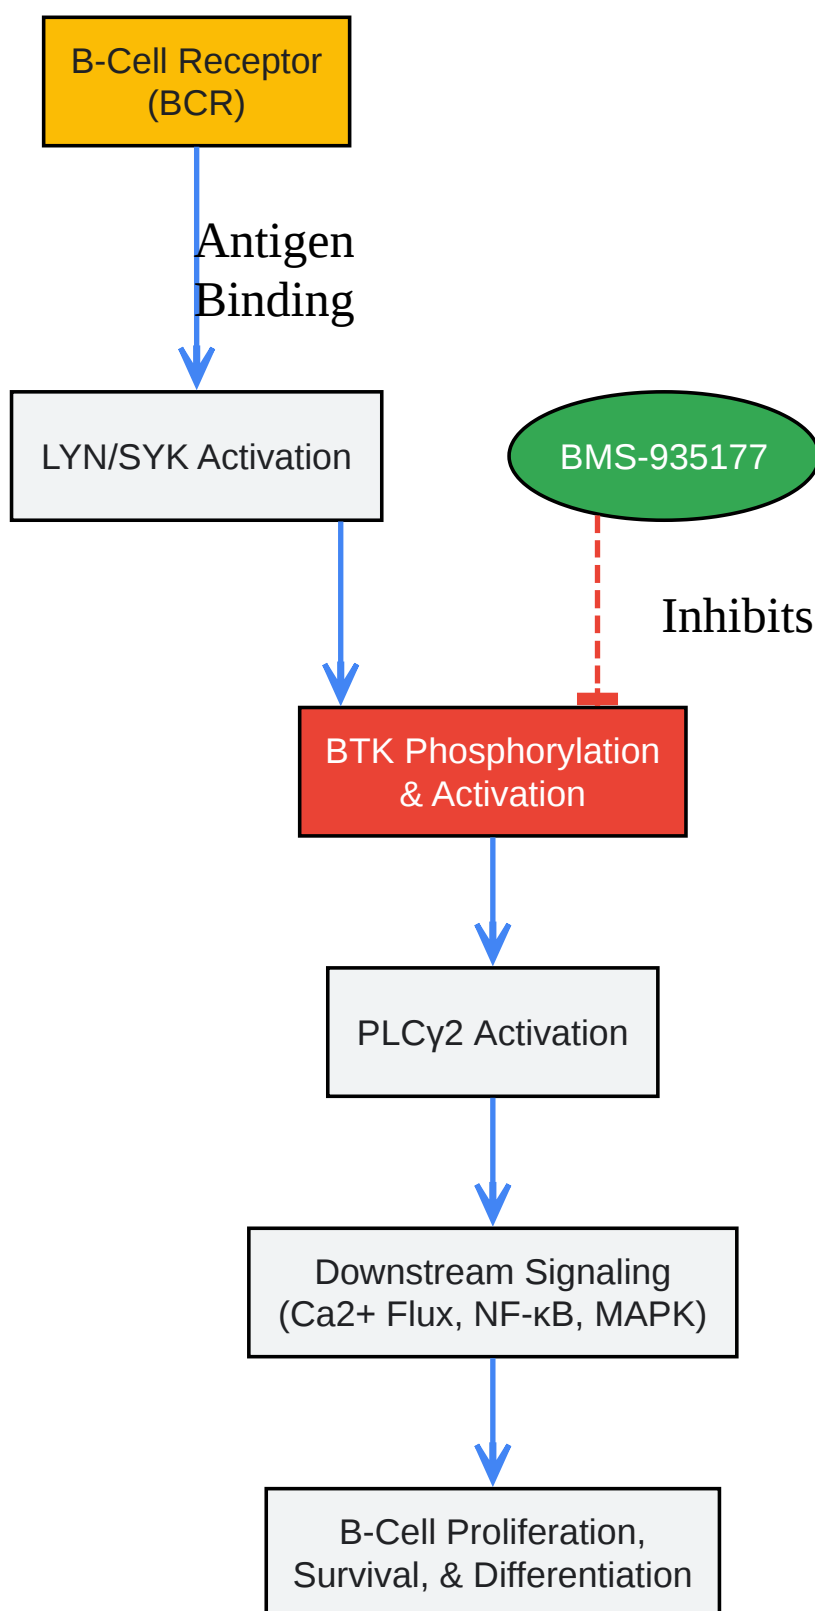 B-Cell Receptor
(BCR)
Antigen
Binding
LYN/SYK Activation
BMS-935177
Inhibits
BTK Phosphorylation
& Activation
PLCγ2 Activation
Downstream Signaling
(Ca2+ Flux, NF-κB, MAPK)
B-Cell Proliferation,
Survival, & Differentiation